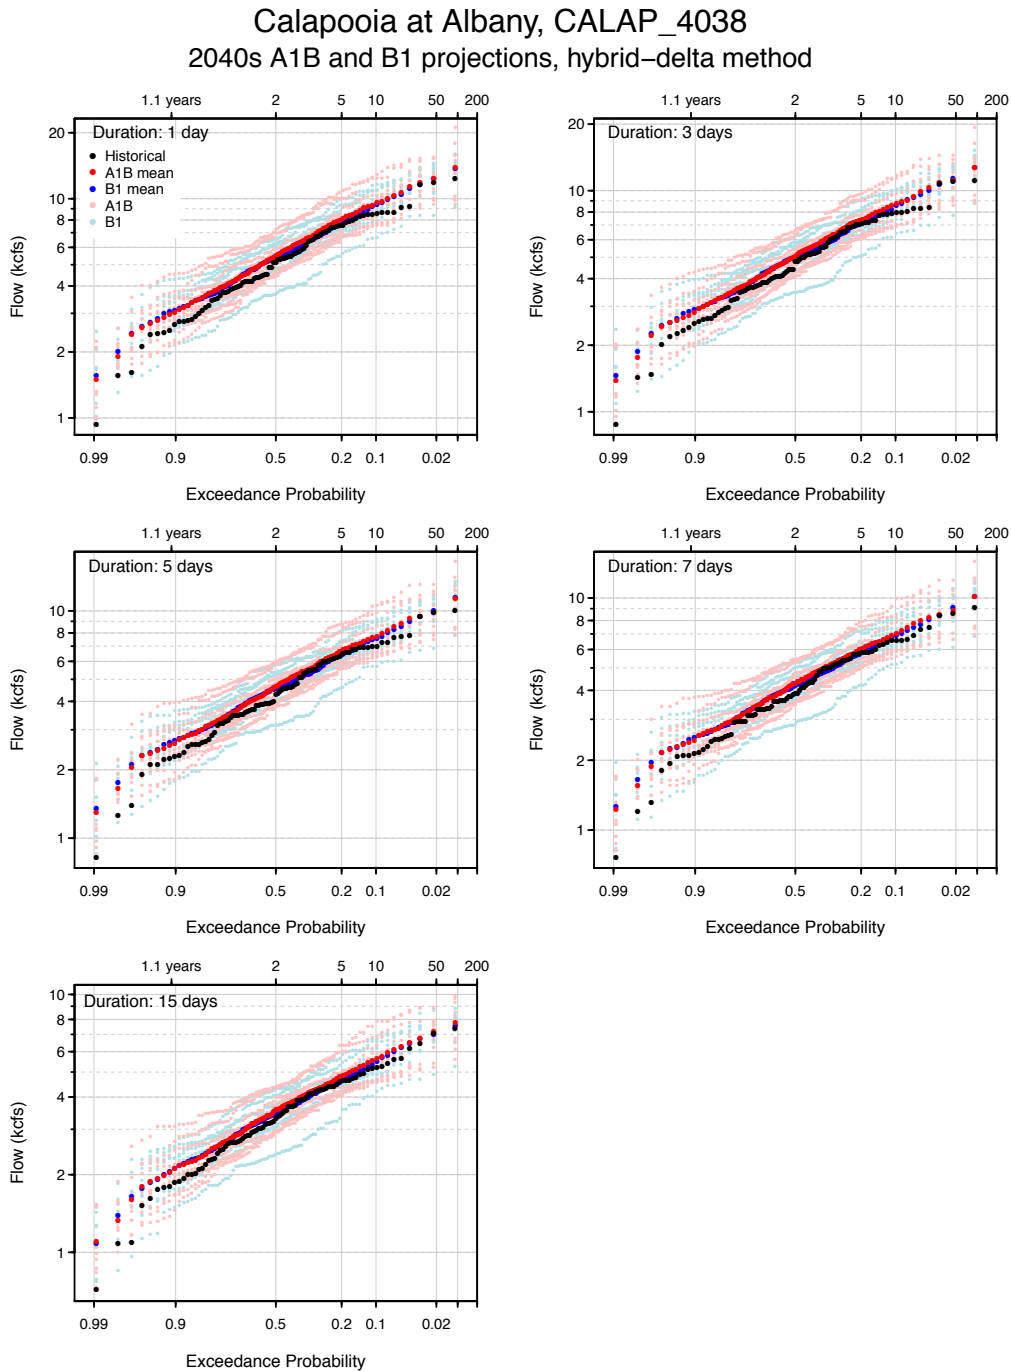 Calapooia at Albany, CALAP_4038
2040s A1B and B1 projections, hybrid−delta method
1.1 years 2 5 10 50 200
Duration: 1 day
Historical
A1B mean
B1 mean
A1B
B1
20
10
8
6
4
2
1
Flow (kcfs)
0.99 0.9 0.5 0.2 0.1 0.02
Exceedance Probability
1.1 years 2 5 10 50 200
Duration: 3 days
20
10
8
6
4
2
1
Flow (kcfs)
0.99 0.9 0.5 0.2 0.1 0.02
Exceedance Probability
1.1 years 2 5 10 50 200
Duration: 5 days
10
8
6
4
2
1
Flow (kcfs)
0.99 0.9 0.5 0.2 0.1 0.02
Exceedance Probability
1.1 years 2 5 10 50 200
Duration: 7 days
10
8
6
4
2
1
Flow (kcfs)
0.99 0.9 0.5 0.2 0.1 0.02
Exceedance Probability
1.1 years 2 5 10 50 200
Duration: 15 days
10
8
6
4
2
1
Flow (kcfs)
0.99 0.9 0.5 0.2 0.1 0.02
Exceedance Probability